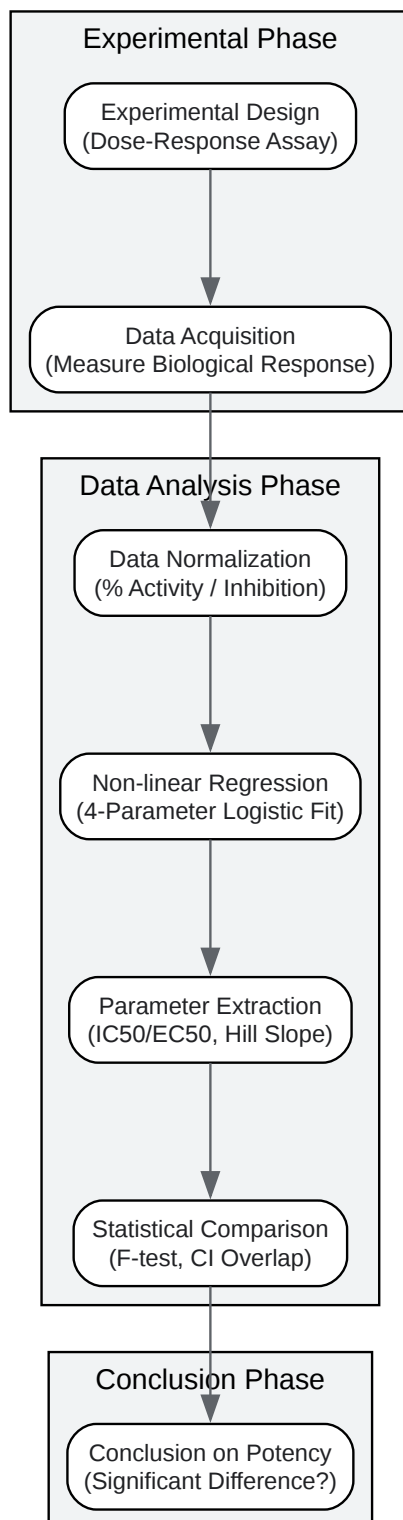 Experimental Phase
Experimental Design
(Dose-Response Assay)
Data Acquisition
(Measure Biological Response)
Data Analysis Phase
Data Normalization
(% Activity / Inhibition)
Non-linear Regression
(4-Parameter Logistic Fit)
Parameter Extraction
(IC50/EC50, Hill Slope)
Statistical Comparison
(F-test, CI Overlap)
Conclusion Phase
Conclusion on Potency
(Significant Difference?)